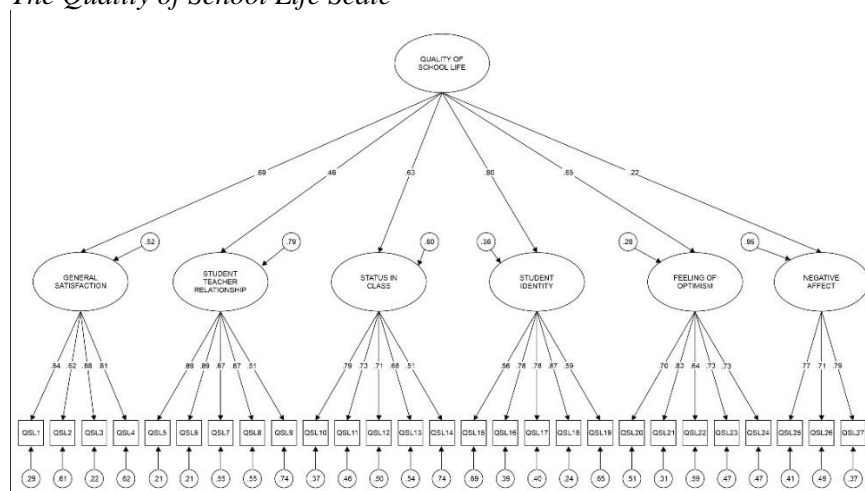 The Quality of School Life Scale
QUALITY OF
SCHOOL LIFE
.69 .46 .63 .80 .85 .22
.52 .79 .60 .36 .28 .95
GENERAL
SATISFACTION
STUDENT
TEACHER
RELATIONSHIP
STATUS IN
CLASS
STUDENT
IDENTITY
FEELING OF
OPTIMISM
NEGATIVE
AFFECT
.84 .62 .88 .61 .89 .89 .67 .67 .51 .79 .73 .71 .68 .51 .56 .78 .78 .87 .59 .70 .83 .64 .73 .73 .77 .71 .79
QSL1 QSL2 QSL3 QSL4 QSL5 QSL6 QSL7 QSL8 QSL9 QSL10 QSL11 QSL12 QSL13 QSL14 QSL15 QSL16 QSL17 QSL18 QSL19 QSL20 QSL21 QSL22 QSL23 QSL24 QSL25 QSL26 QSL27
.29 .61 .22 .62 .21 .21 .55 .55 .74 .37 .46 .50 .54 .74 .69 .39 .40 .24 .65 .51 .31 .59 .47 .47 .41 .49 .37